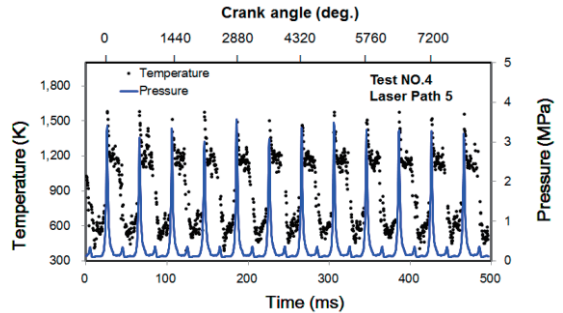 Crank angle (deg.)
0 1440 2880 4320 5760 7200
1,800
1,500
1,200
900
600
300
Temperature (K)
Temperature
Pressure
Test NO.4
Laser Path 5
5
4
3
2
1
0
Pressure (MPa)
0 100 200 300 400 500
Time (ms)